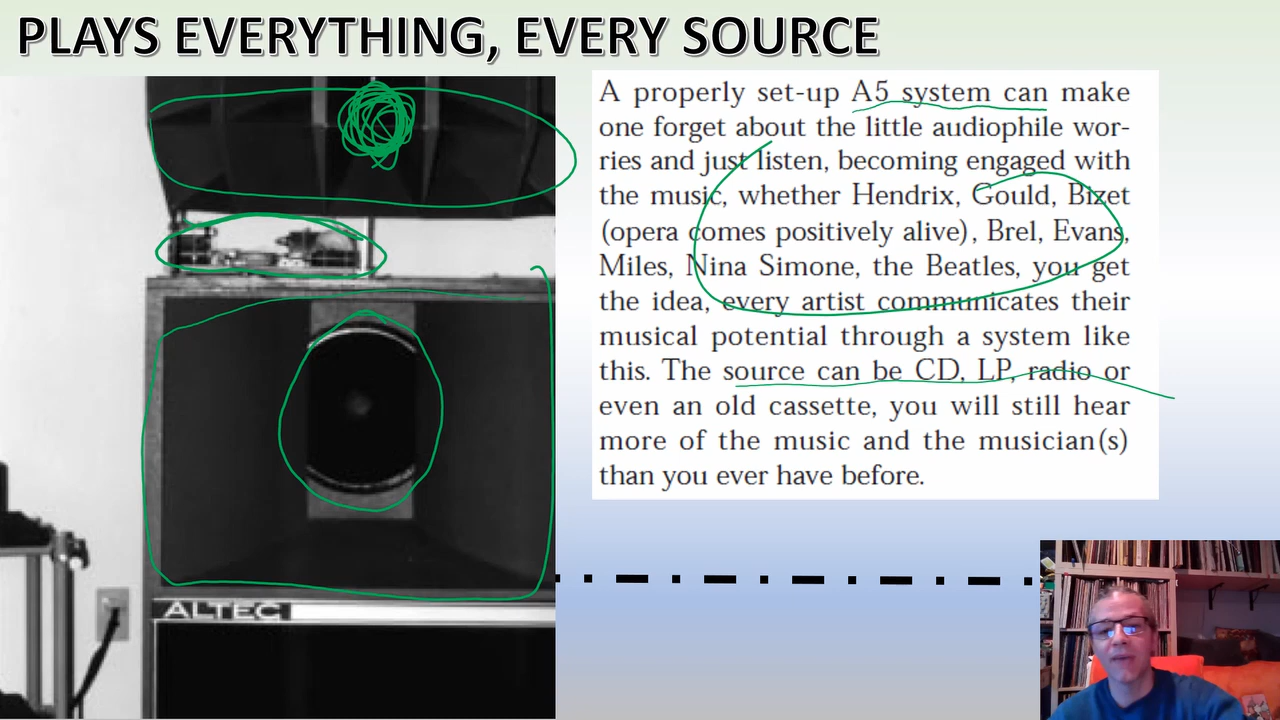 PLAYS EVERYTHING, EVERY SOURCE
A properly set-up A5 system can make
one forget about the little audiophile wor-
ries and just listen, becoming engaged with
the music, whether Hendrix, Gould, Bizet
(opera comes positively alive), Brel, Evans,
Miles, Nina Simone, the Beatles, you get
the idea, every artist communicates their
musical potential through a system like
this. The source can be CD, LP, radio or
even an old cassette, you will still hear
more of the music and the musician(s)
than you ever have before.
ALTEC